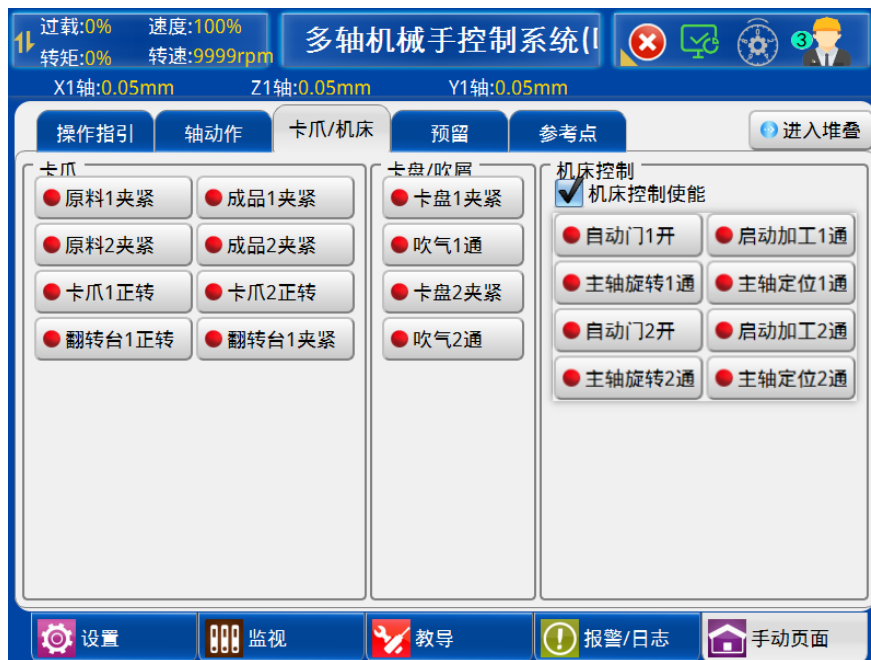 过载:0% 速度:100%
转矩:0% 转速:9999rpm
多轴机械手控制系统(
3
X1轴:0.05mm Z1轴:0.05mm Y1轴:0.05mm
操作指引 轴动作 卡爪/机床 预留 参考点 进入堆叠
卡爪 卡盘/吹屑 机床控制
机床控制使能
原料1夹紧 成品1夹紧 卡盘1夹紧
自动门1开 启动加工1通
原料2夹紧 成品2夹紧 吹气1通
主轴旋转1通 主轴定位1通
卡爪1正转 卡爪2正转 卡盘2夹紧
自动门2开 启动加工2通
翻转台1正转 翻转台1夹紧 吹气2通
主轴旋转2通 主轴定位2通
设置 监视 教导 报警/日志 手动页面